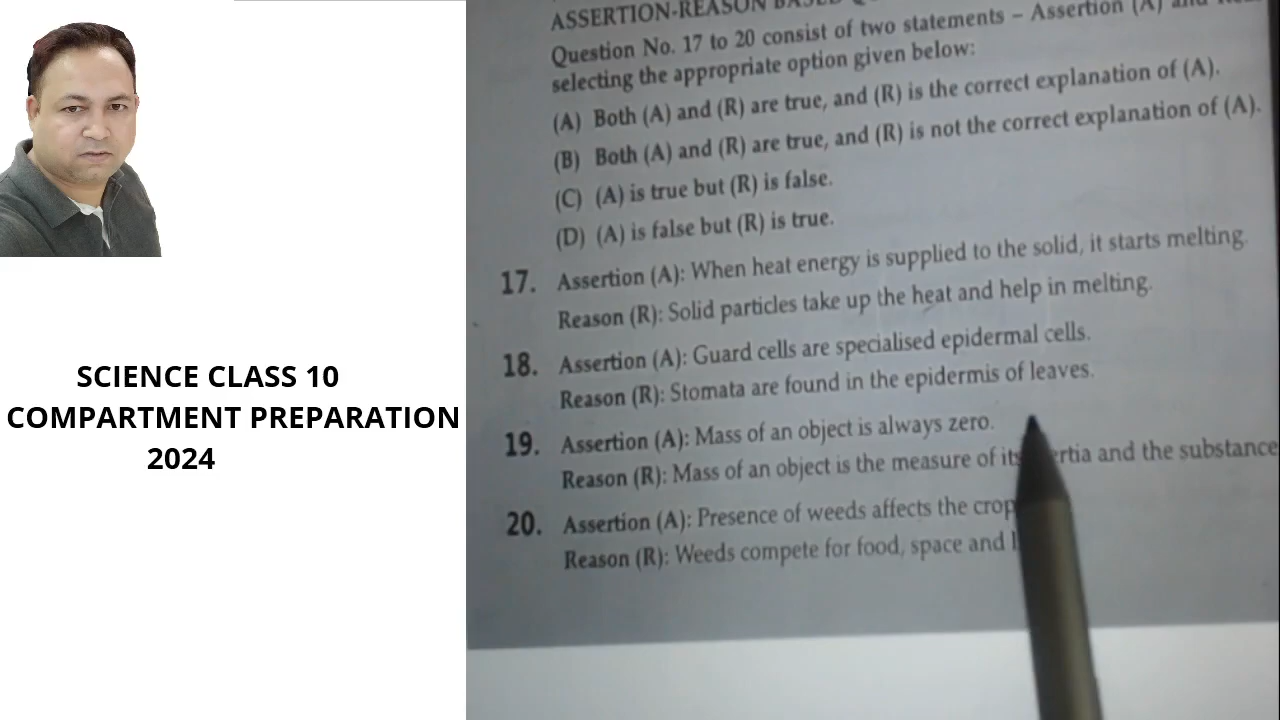 SCIENCE CLASS 10
COMPARTMENT PREPARATION
2024
ASSERTION-REASON BASED
Question No. 17 to 20 consist of two statements – Assertion (A) and
selecting the appropriate option given below:
(A) Both (A) and (R) are true, and (R) is the correct explanation of (A).
(B) Both (A) and (R) are true, and (R) is not the correct explanation of (A).
(C) (A) is true but (R) is false.
(D) (A) is false but (R) is true.
17. Assertion (A): When heat energy is supplied to the solid, it starts melting.
Reason (R): Solid particles take up the heat and help in melting.
18. Assertion (A): Guard cells are specialised epidermal cells.
Reason (R): Stomata are found in the epidermis of leaves.
19. Assertion (A): Mass of an object is always zero.
Reason (R): Mass of an object is the measure of its and the substance
20. Assertion (A): Presence of weeds affects the crop
Reason (R): Weeds compete for food, space and